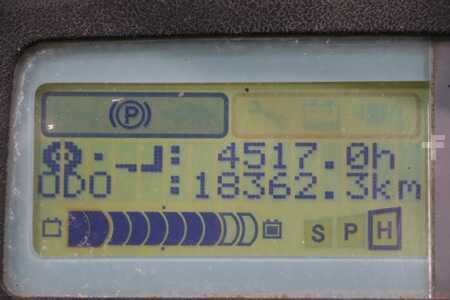 (P)
: 4517.0h
ODO :18362.3km
S P H